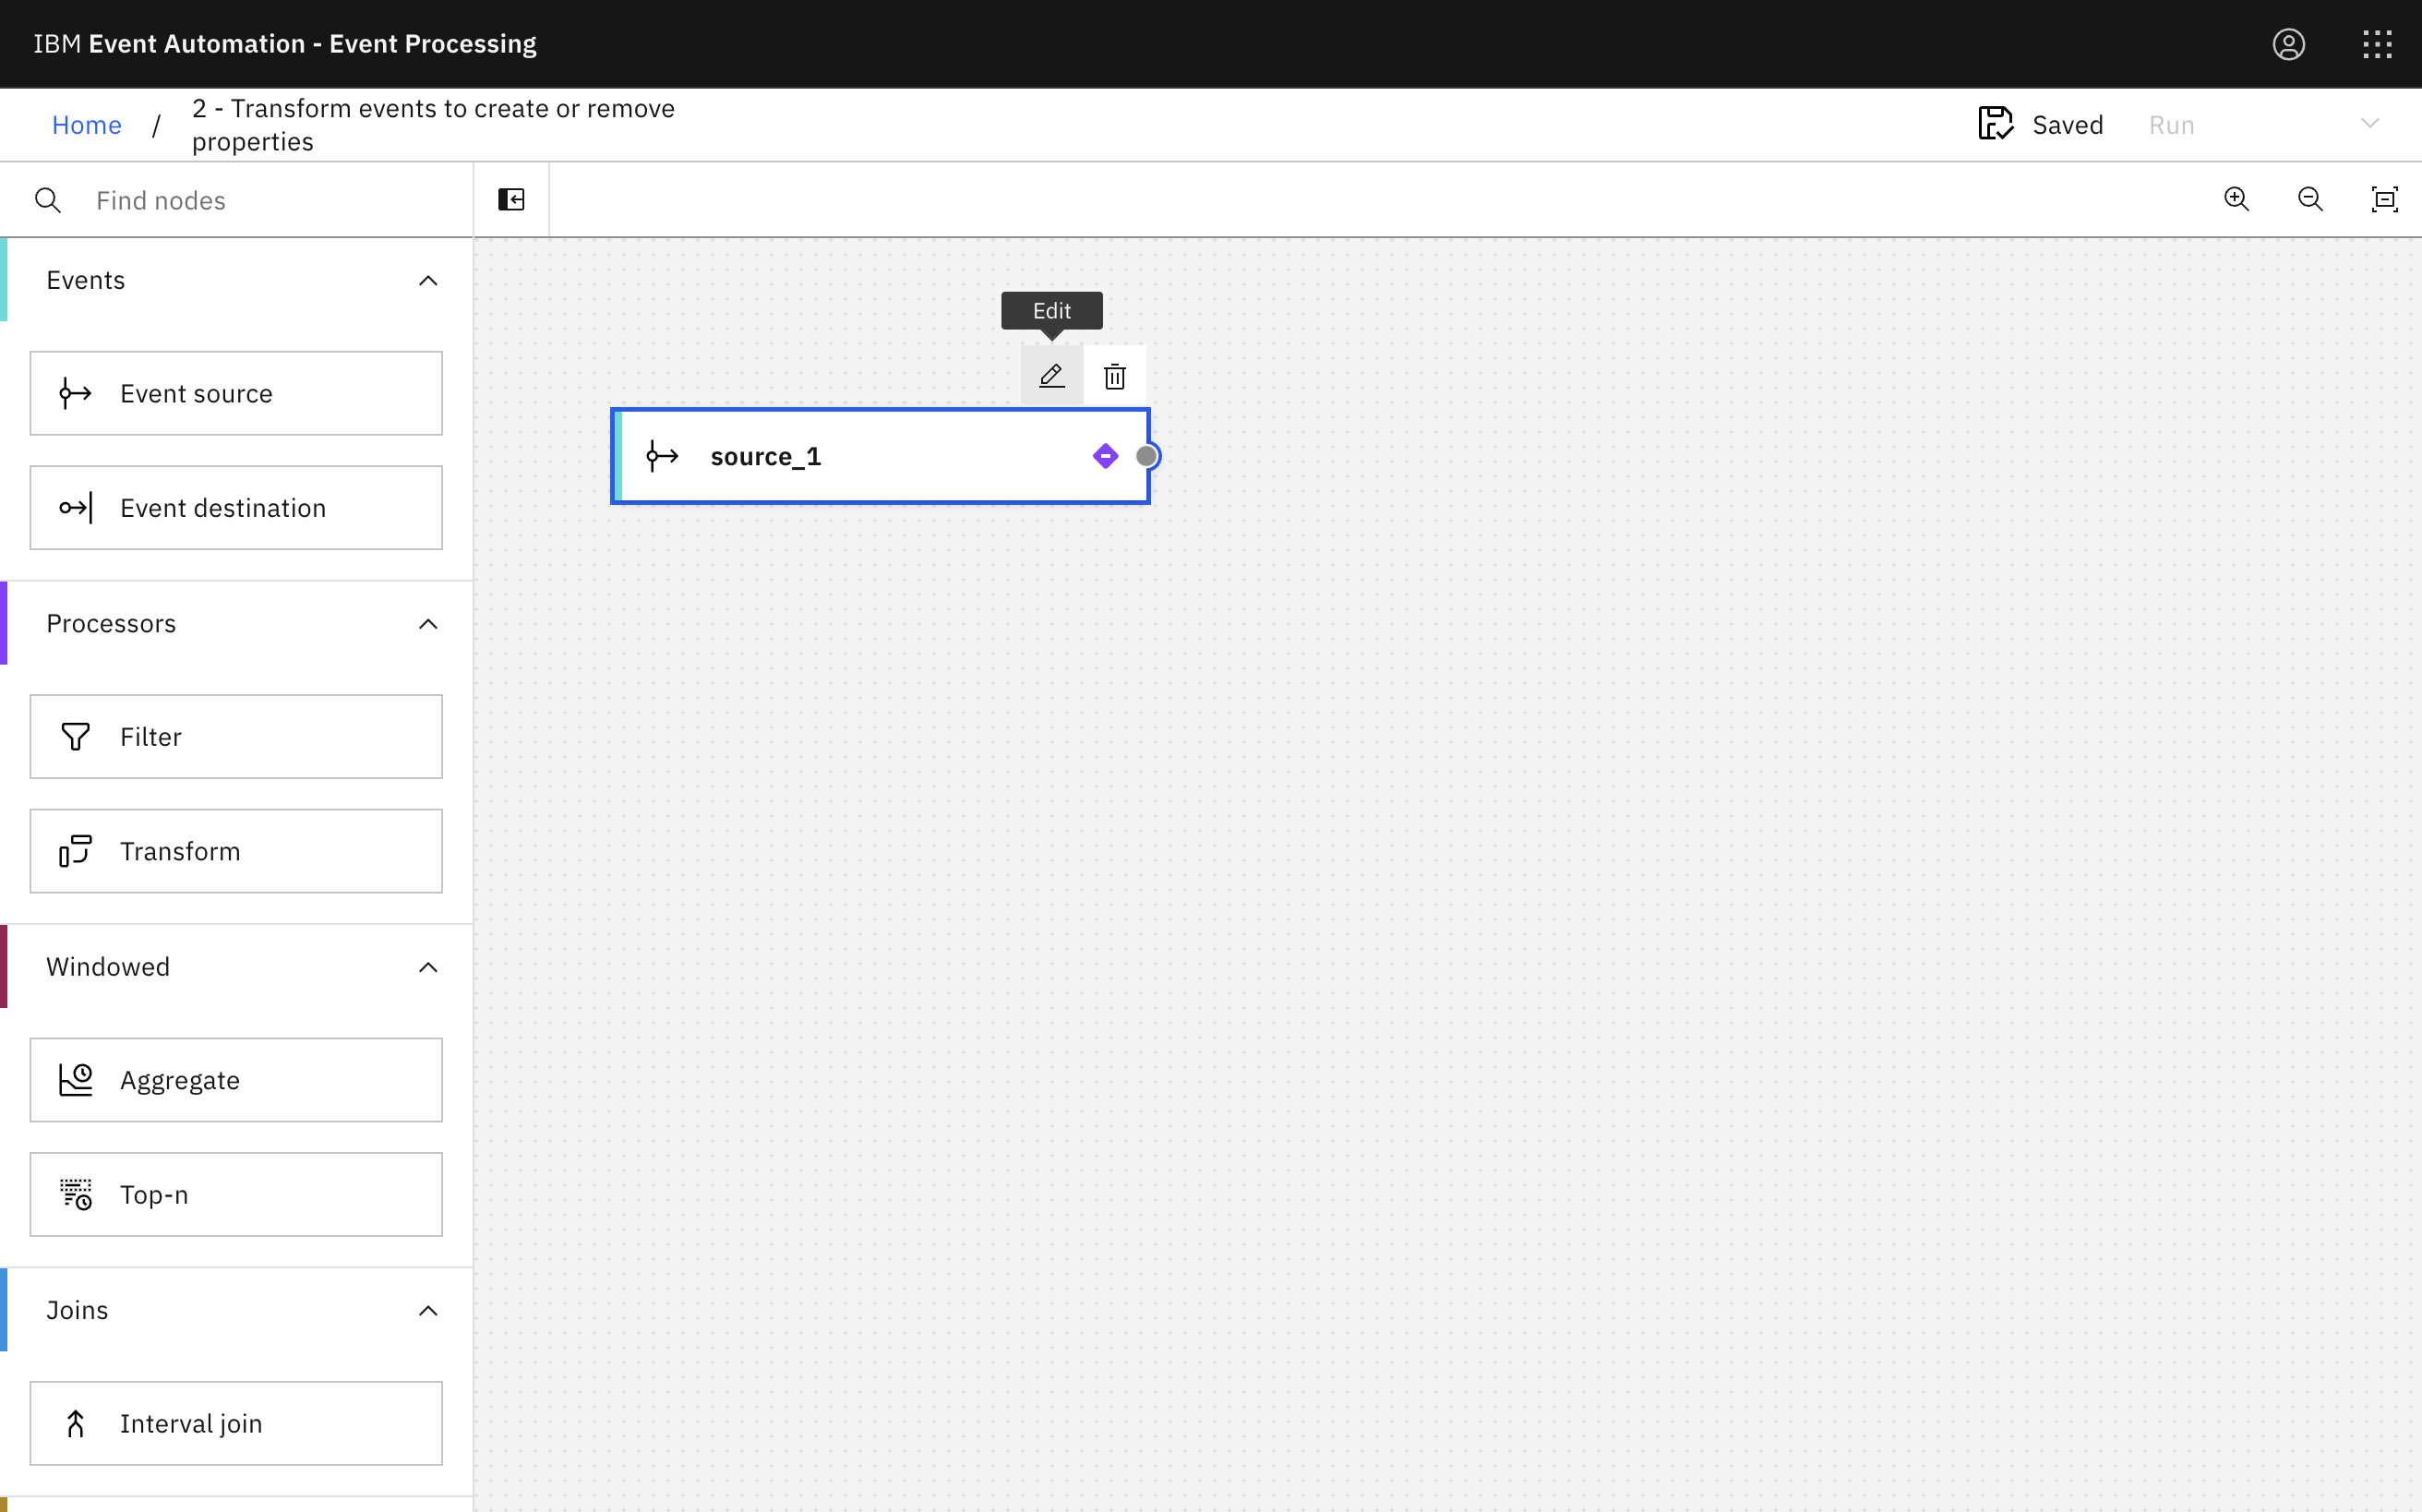 IBM Event Automation - Event Processing
Home / 2 - Transform events to create or remove
properties
Saved
Run
Find nodes
Events
Edit
Event source
source_1
Event destination
Processors
Filter
Transform
Windowed
Aggregate
Top-n
Joins
Interval join